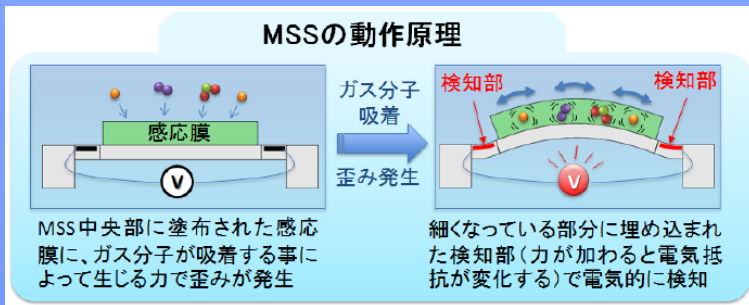 MSSの動作原理
感応膜
V
MSS中央部に塗布された感応
膜に、ガス分子が吸着する事に
よって生じる力で歪みが発生
ガス分子
吸着
歪み発生
検知部
検知部
V
細くなっている部分に埋め込まれ
た検知部(力が加わると電気抵
抗が変化する)で電気的に検知